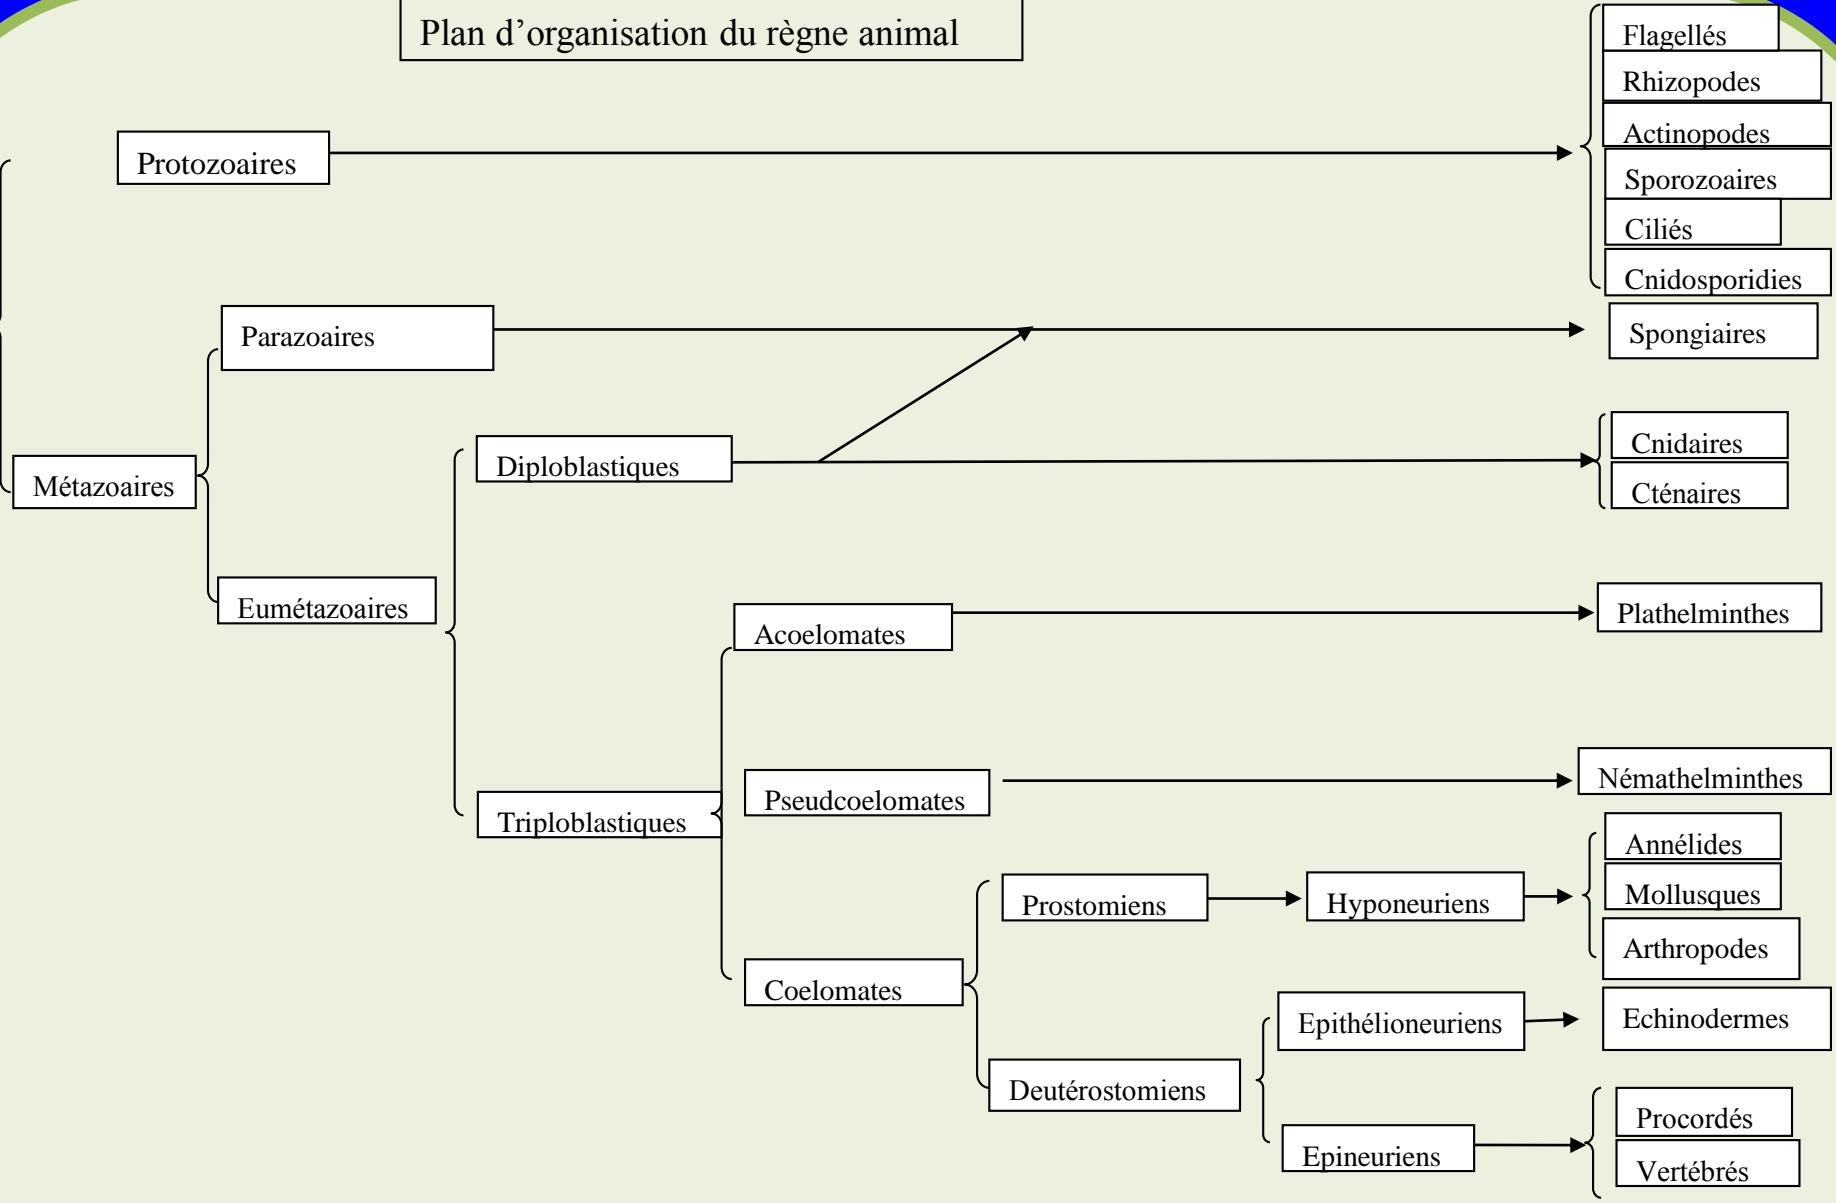 Plan d’organisation du règne animal
Flagellés
Rhizopodes
Actinopodes
Protozoaires
Sporozoaires
Ciliés
Cnidosporidies
Parazoaires
Spongiaires
Cnidaires
Diploblastiques
Métazoaires
Cténaires
Eumétazoaires
Acoelomates
Plathelminthes
Pseudcoelomates
Némathelminthes
Triploblastiques
Annélides
Mollusques
Prostomiens
Hyponeuriens
Arthropodes
Coelomates
Epithélioneuriens
Echinodermes
Deutérostomiens
Procordés
Epineuriens
Vertébrés